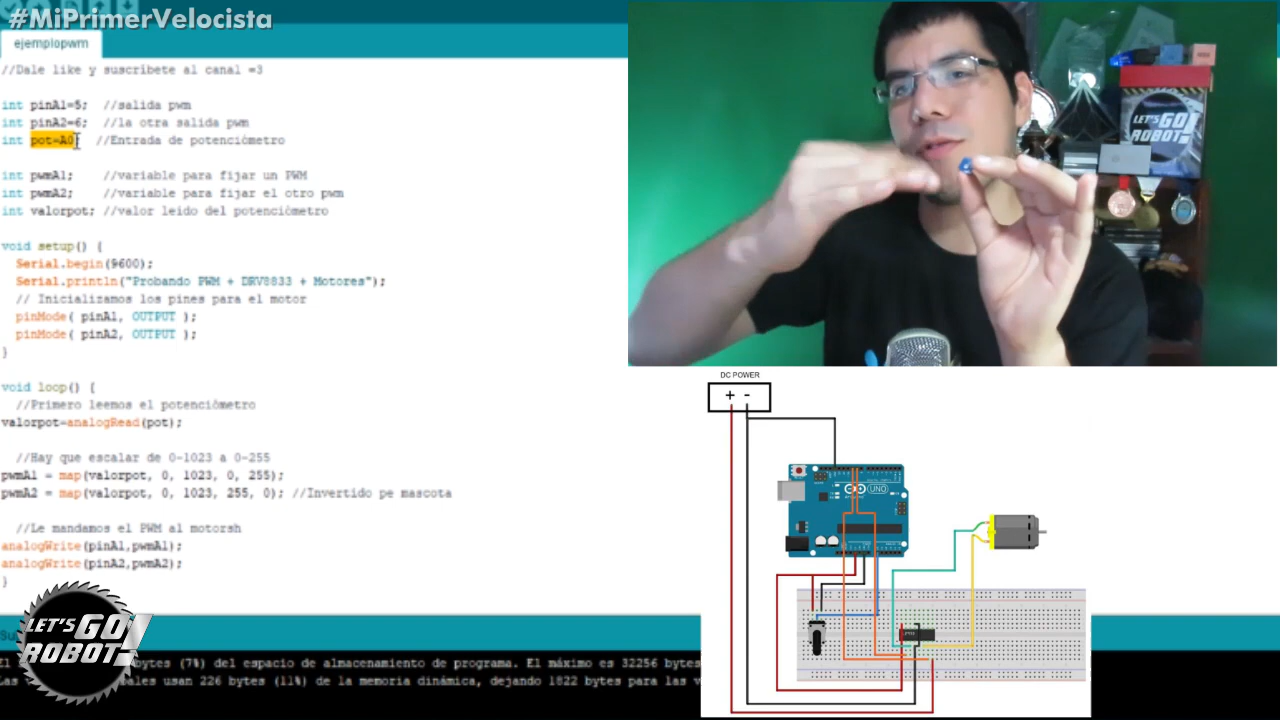 #MiPrimerVelocista
ejemplopwm
//Dale like y suscribete al canal =3
int pinA1=5; //salida pwm
int pinA2=6; //la otra salida pwm
int pot=A0; //Entrada de potenciómetro
int pwmA1; //variable para fijar un PWM
int pwmA2; //variable para fijar el otro pwm
int valorpot; //valor leído del potenciómetro
void setup() {
Serial.begin(9600);
Serial.println("Probando PWM + DRV8833 + Motores");
// Inicializamos los pines para el motor
pinMode( pinA1, OUTPUT );
pinMode( pinA2, OUTPUT );
}
void loop() {
//Primero leemos el potenciómetro
valorpot=analogRead(pot);
//Hay que escalar de 0-1023 a 0-255
pwmA1 = map(valorpot, 0, 1023, 0, 255);
pwmA2 = map(valorpot, 0, 1023, 255, 0); //Invertido pe mascota
//Le mandamos el PWM al motorsh
analogWrite(pinA1,pwmA1);
analogWrite(pinA2,pwmA2);
}
Su
El
bytes (7%) del espacio de almacenamiento de programa. El máximo es 32256 bytes
Las
ales usan 226 bytes (11%) de la memoria dinámica, dejando 1822 bytes para las v
LET'S GO
ROBOT!
LET'S
GO!
ROBOT
DC POWER
+ -
UNO